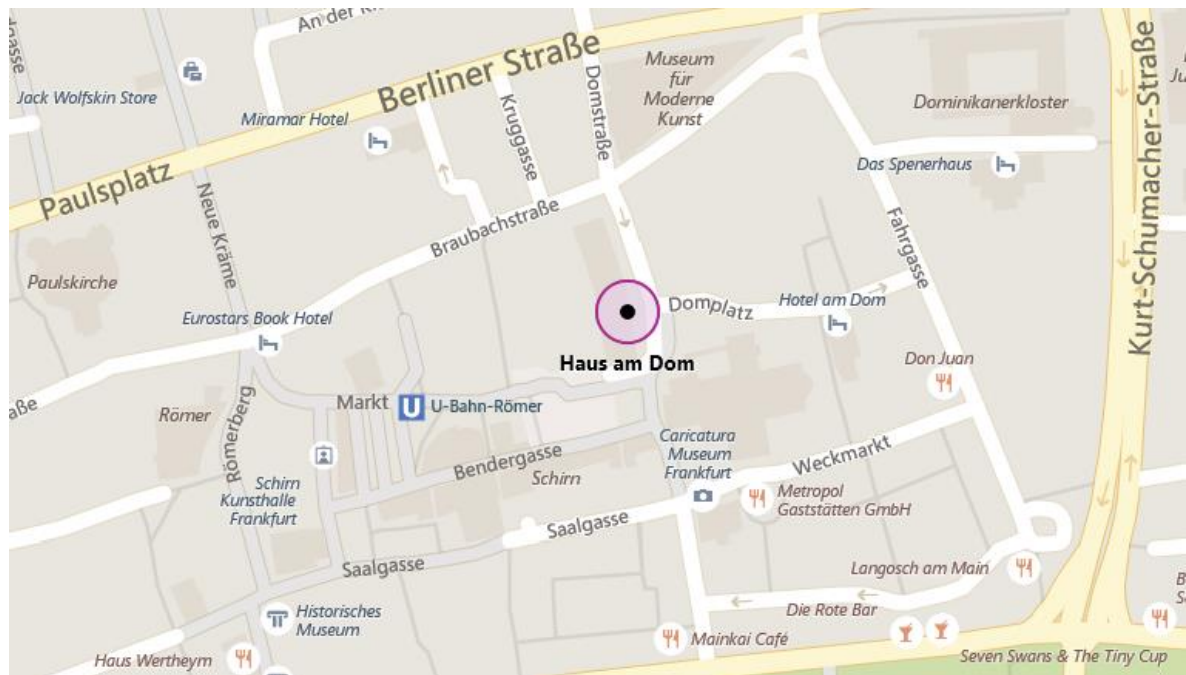 An der
Jack Wolfskin Store
Berliner Straße
Miramar Hotel
Paulsplatz
Neue Kräme
Kruggasse
Domstraße
Museum
für
Moderne
Kunst
Dominikanerkloster
Das Spenerhaus
Kurt-Schumacher-Straße
Fahrgasse
Braubachstraße
Paulskirche
Eurostars Book Hotel
Domplatz
Hotel am Dom
Haus am Dom
Don Juan
Römer
Römerberg
Markt
U
U-Bahn-Römer
Bendergasse
Schirn
Caricatura
Museum
Frankfurt
Weckmarkt
Metropol
Gaststätten GmbH
Schirn
Kunsthalle
Frankfurt
Saalgasse
Saalgasse
Langosch am Main
Die Rote Bar
Historisches
Museum
Mainkai Café
Haus Wertheym
Seven Swans & The Tiny Cup